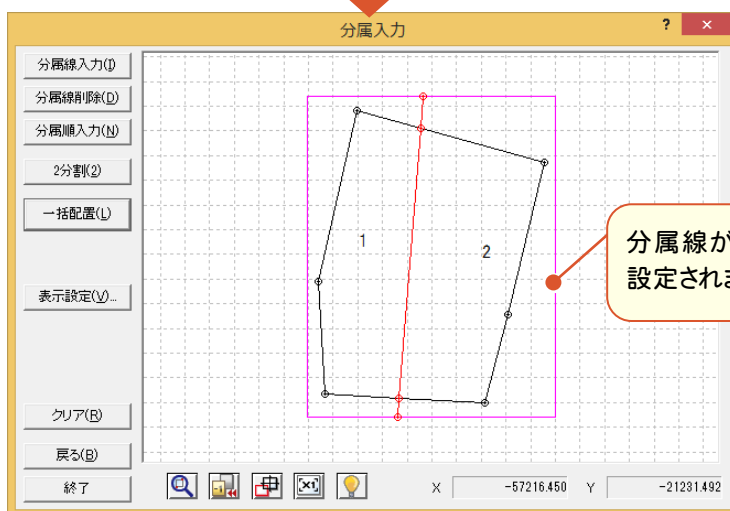 分属入力
?
×
分属線入力(I)
分属線削除(D)
分属順入力(N)
2分割(2)
一括配置(L)
表示設定(V)...
クリア(R)
戻る(B)
終了
1
2
分属線が
設定されま
X -57216.450 Y -21231.492